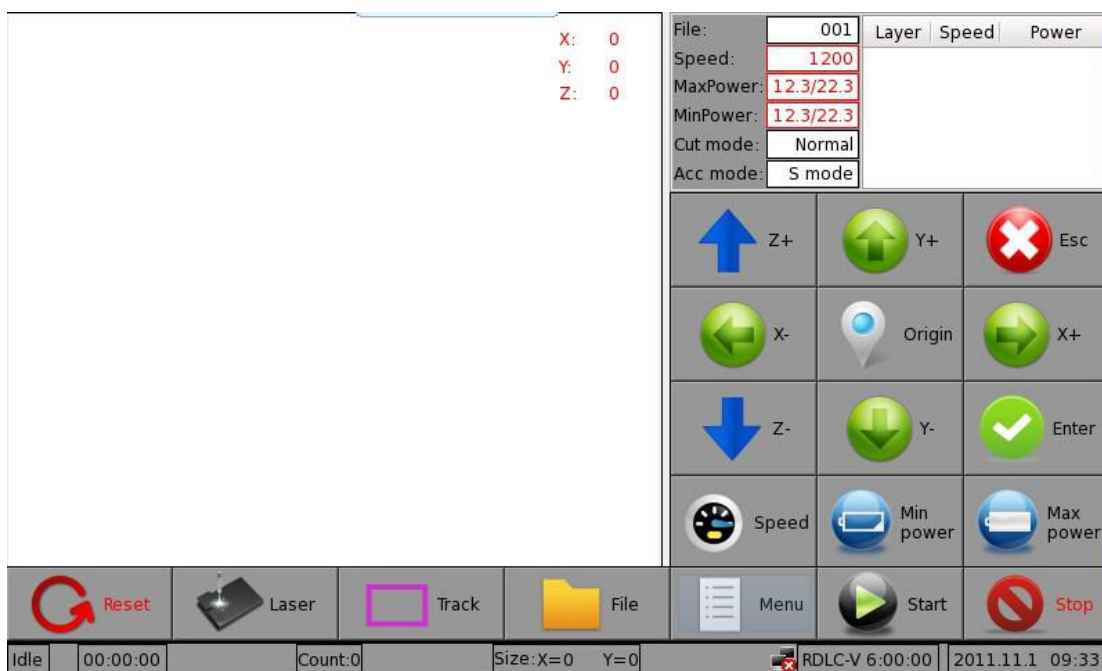 X: 0
Y: 0
Z: 0
File: 001
Speed: 1200
MaxPower: 12.3/22.3
MinPower: 12.3/22.3
Cut mode: Normal
Acc mode: S mode
Layer Speed Power
Z+ Y+ Esc
X- Origin X+
Z- Y- Enter
Speed Min power Max power
Reset Laser Track File Menu Start Stop
Idle 00:00:00 Count:0 Size:X=0 Y=0 RDLC-V 6:00:00 2011.11.1 09:33